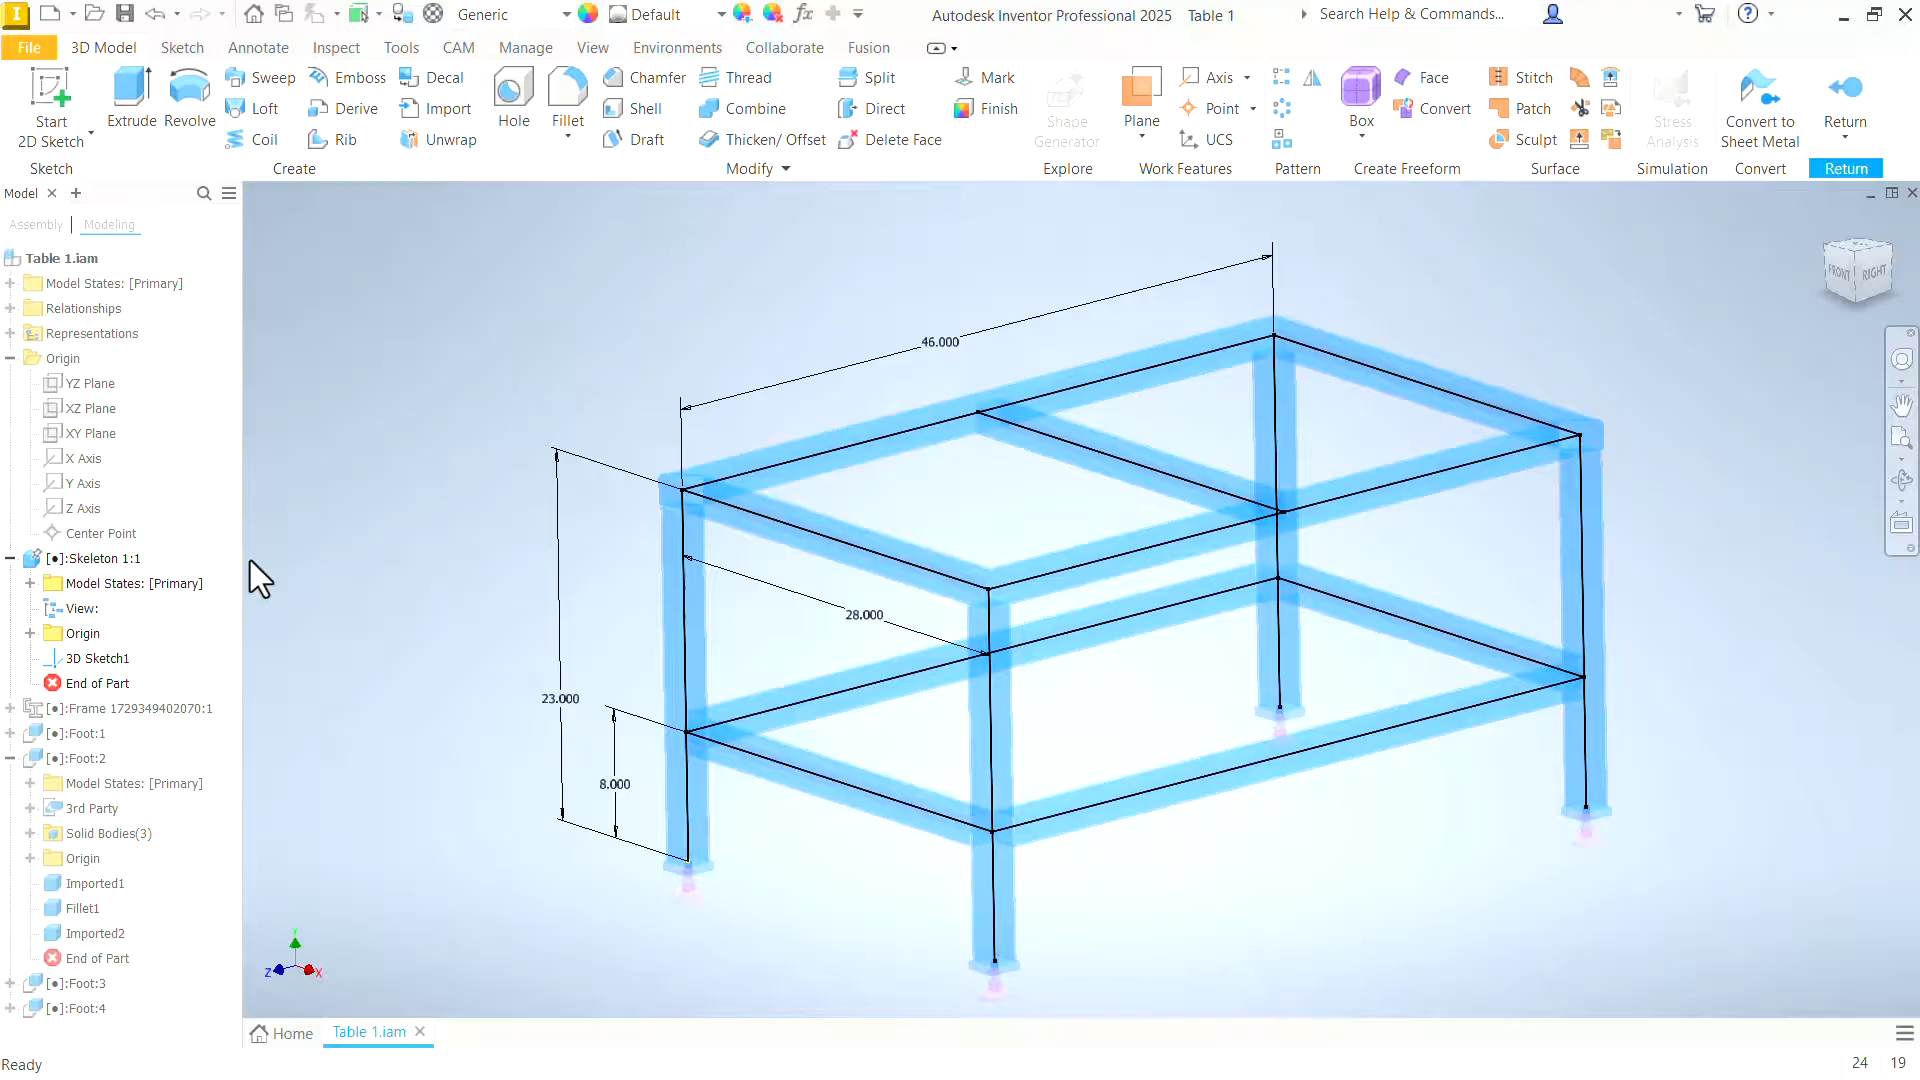 Generic
Default
fx
Autodesk Inventor Professional 2025 Table 1
Search Help & Commands...
File 3D Model Sketch Annotate Inspect Tools CAM Manage View Environments Collaborate Fusion
Start
2D Sketch
Sketch
Extrude
Revolve
Sweep
Loft
Coil
Emboss
Derive
Rib
Decal
Import
Unwrap
Create
Hole
Fillet
Chamfer
Shell
Draft
Thread
Combine
Thicken/ Offset
Split
Direct
Delete Face
Modify
Mark
Finish
Shape
Generator
Explore
Plane
Axis
Point
UCS
Work Features
Pattern
Box
Face
Convert
Create Freeform
Stitch
Patch
Sculpt
Surface
Stress
Analysis
Simulation
Convert to
Sheet Metal
Convert
Return
Return
Model
Assembly Modeling
Table 1.iam
Model States: [Primary]
Relationships
Representations
Origin
YZ Plane
XZ Plane
XY Plane
X Axis
Y Axis
Z Axis
Center Point
[●]:Skeleton 1:1
Model States: [Primary]
View:
Origin
3D Sketch1
End of Part
[●]:Frame 1729349402070:1
[●]:Foot:1
[●]:Foot:2
Model States: [Primary]
3rd Party
Solid Bodies(3)
Origin
Imported1
Fillet1
Imported2
End of Part
[●]:Foot:3
[●]:Foot:4
FRONT RIGHT
46.000
28.000
23.000
8.000
Y
Z X
Home
Table 1.iam
Ready
24 19